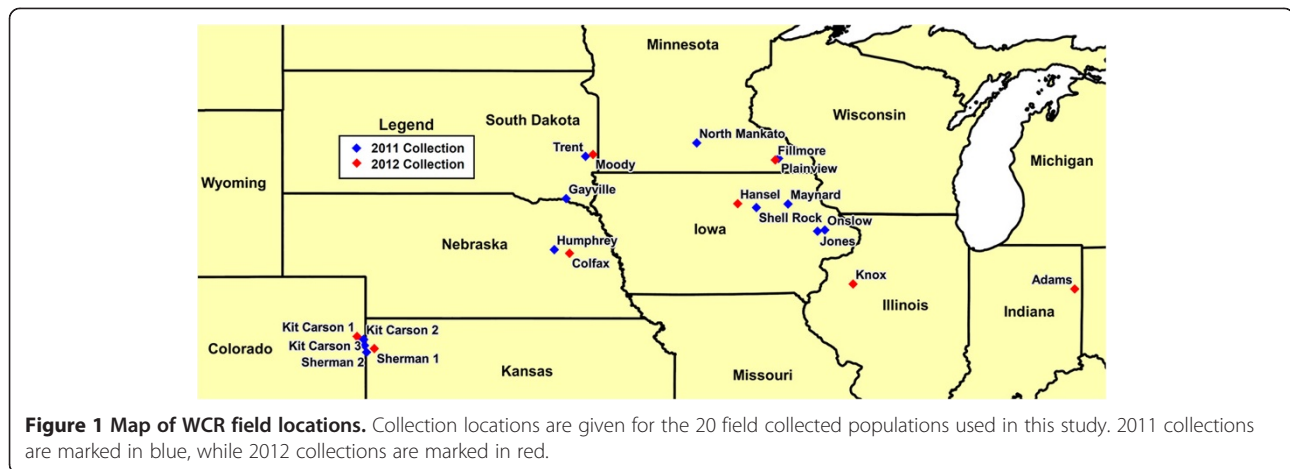 Minnesota
Wisconsin
South Dakota
Legend
2011 Collection
2012 Collection
North Mankato
Trent
Moody
Fillmore
Plainview
Michigan
Wyoming
Gayville
Hansel
Maynard
Shell Rock
Onslow
Iowa
Jones
Nebraska
Humphrey
Colfax
Knox
Adams
Illinois
Indiana
Kit Carson 1
Kit Carson 2
Colorado
Kit Carson 3
Sherman 2
Sherman 1
Kansas
Missouri
Figure 1 Map of WCR field locations. Collection locations are given for the 20 field collected populations used in this study. 2011 collections
are marked in blue, while 2012 collections are marked in red.